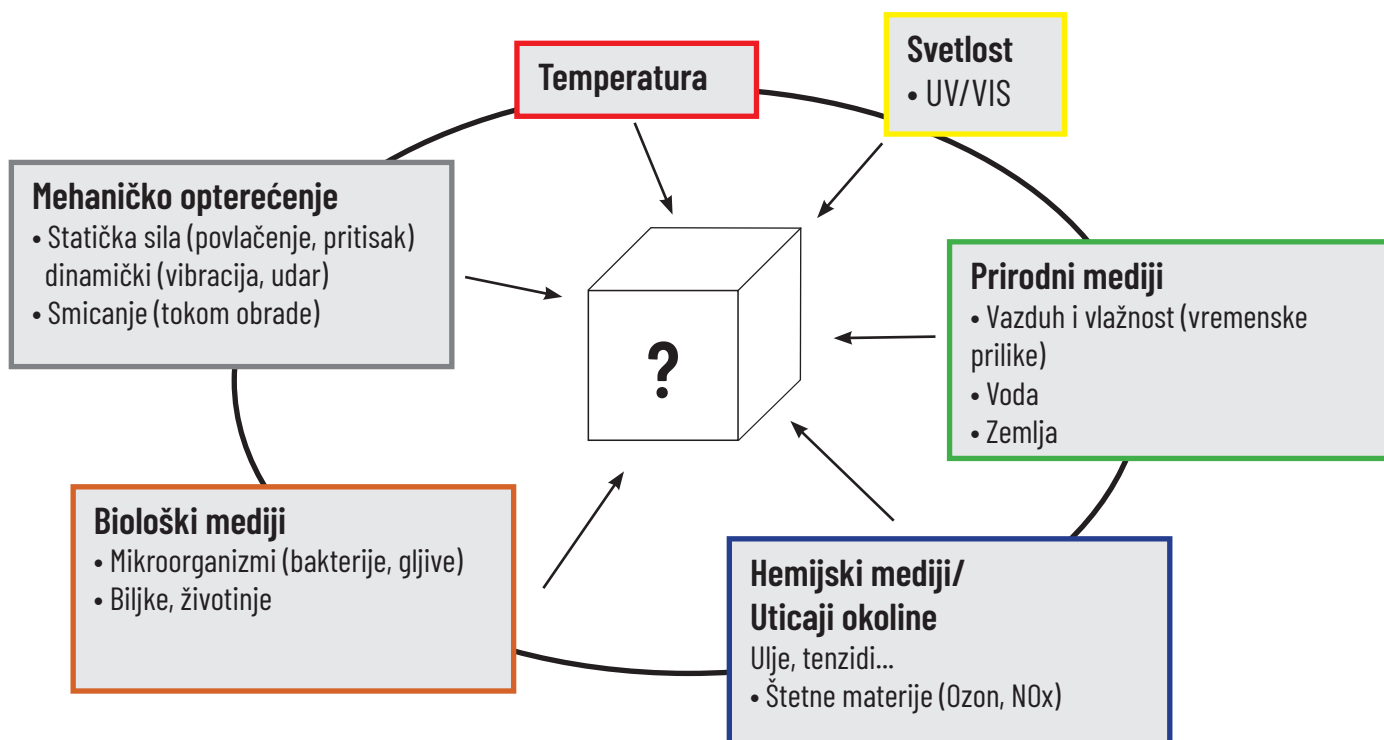 Temperatura
Svetlost
• UV/VIS
Mehaničko opterećenje
• Statička sila (povlačenje, pritisak)
dinamički (vibracija, udar)
• Smicanje (tokom obrade)
?
Prirodni mediji
• Vazduh i vlažnost (vremenske
prilike)
• Voda
• Zemlja
Biološki mediji
• Mikroorganizmi (bakterije, gljive)
• Biljke, životinje
Hemijski mediji/
Uticaji okoline
Ulje, tenzidi...
• Štetne materije (Ozon, NOx)